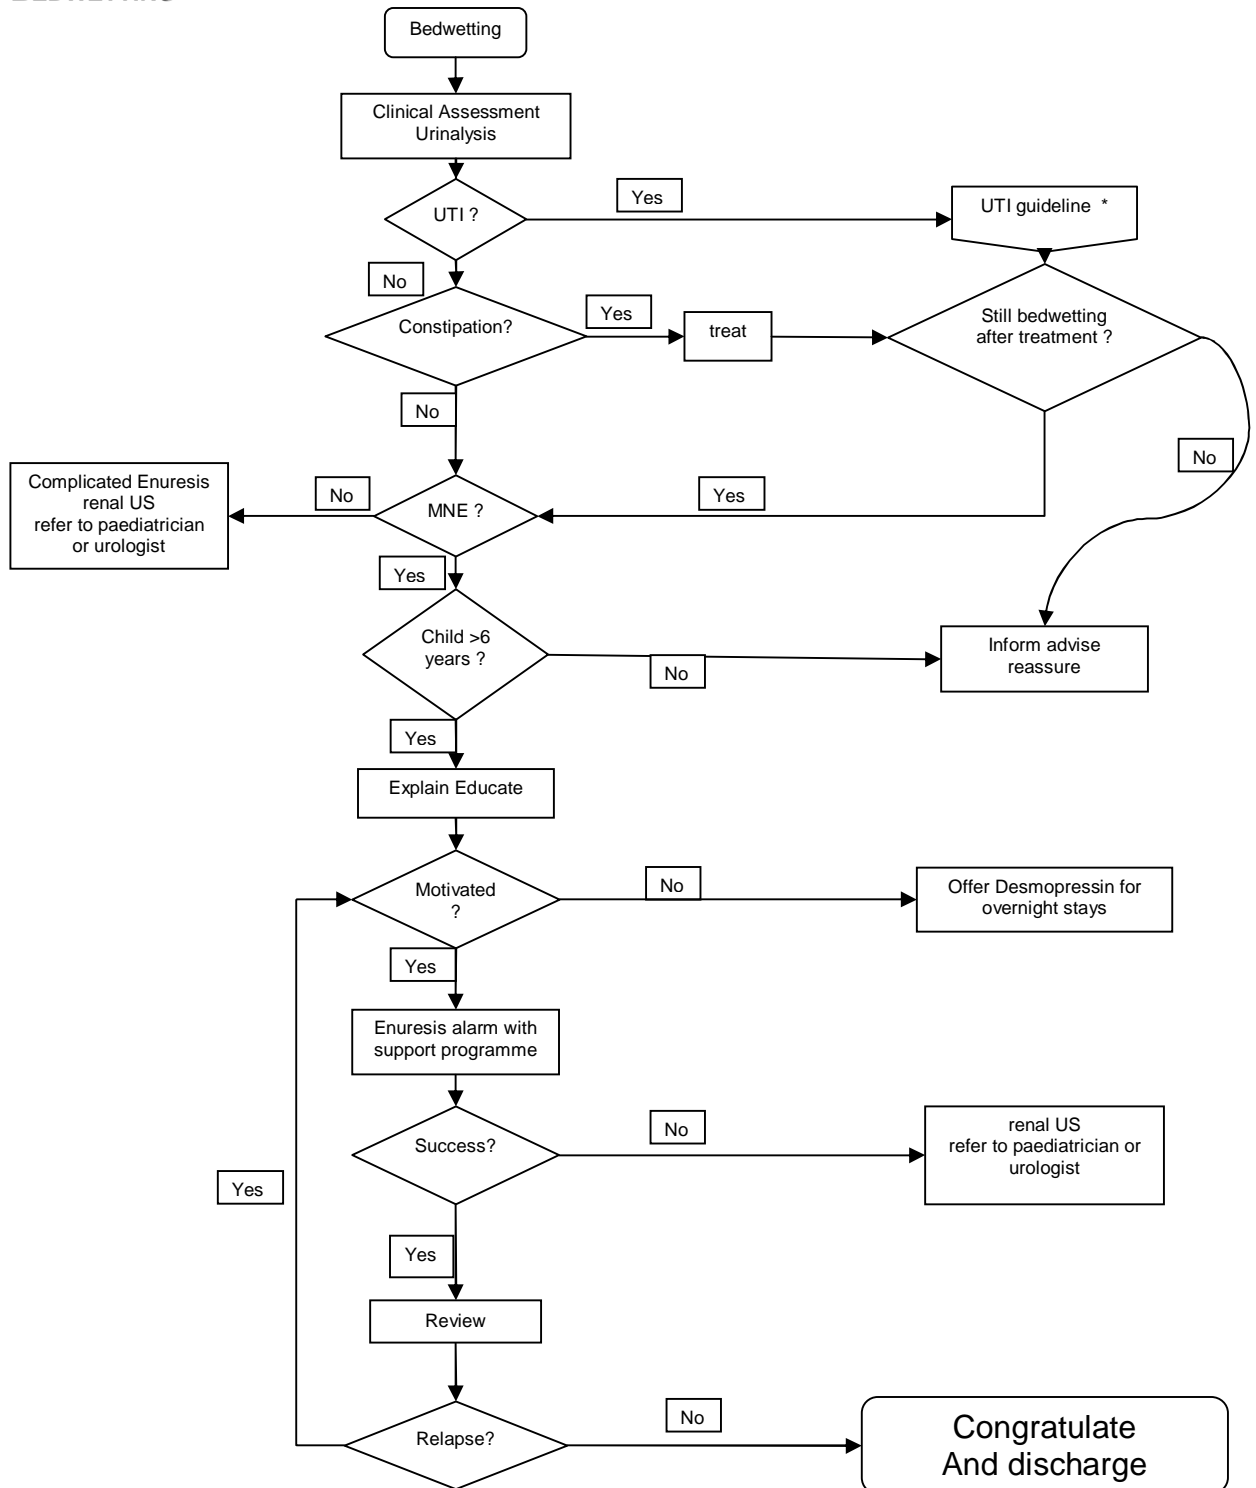 Bedwetting
Clinical Assessment
Urinalysis
UTI ?
Yes
UTI guideline *
No
Constipation?
Yes
treat
Still bedwetting
after treatment ?
No
No
Complicated Enuresis
renal US
refer to paediatrician
or urologist
No
MNE ?
Yes
Yes
Child >6
years ?
No
Inform advise
reassure
Yes
Explain Educate
Motivated
?
No
Offer Desmopressin for
overnight stays
Yes
Enuresis alarm with
support programme
Success?
No
renal US
refer to paediatrician or
urologist
Yes
Yes
Review
Relapse?
No
Congratulate
And discharge